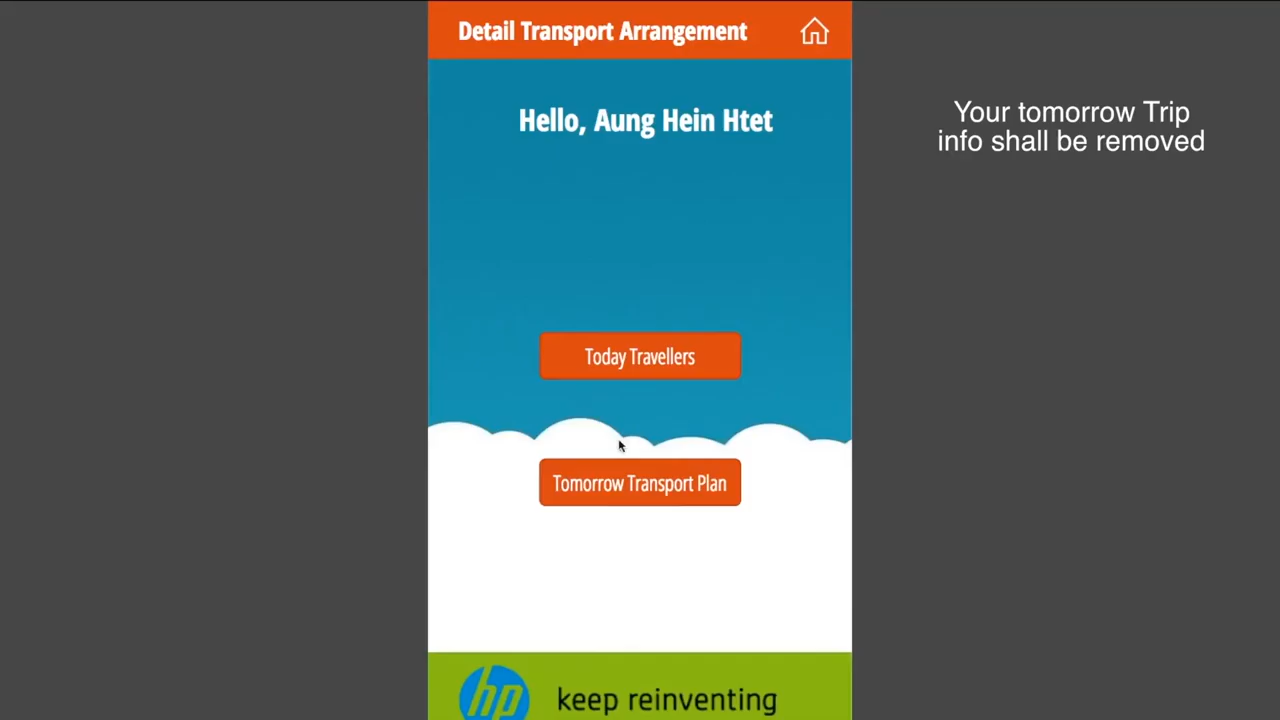 Detail Transport Arrangement
Hello, Aung Hein Htet
Your tomorrow Trip
info shall be removed
Today Travellers
Tomorrow Transport Plan
hp
keep reinventing